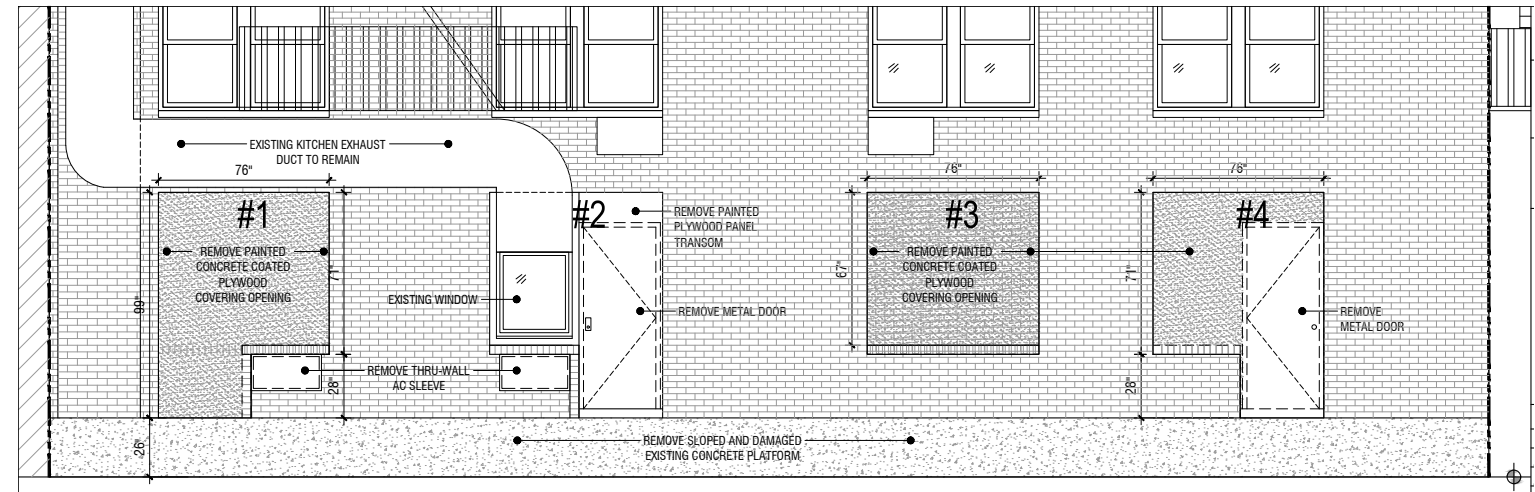 EXISTING KITCHEN EXHAUST
DUCT TO REMAIN
76"
76"
76"
#1
#2
#3
#4
REMOVE PAINTED
PLYWOOD PANEL
TRANSOM
REMOVE PAINTED
CONCRETE COATED
PLYWOOD
COVERING OPENING
71"
99"
EXISTING WINDOW
REMOVE METAL DOOR
67"
REMOVE PAINTED
CONCRETE COATED
PLYWOOD
COVERING OPENING
71"
REMOVE
METAL DOOR
REMOVE THRU-WALL
AC SLEEVE
28"
28"
26"
REMOVE SLOPED AND DAMAGED
EXISTING CONCRETE PLATFORM